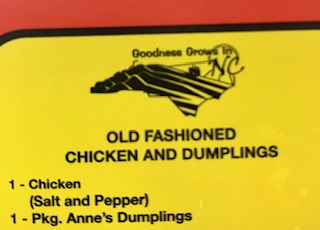 Goodness Grows In
NC
OLD FASHIONED
CHICKEN AND DUMPLINGS
1 - Chicken
(Salt and Pepper)
1 - Pkg. Anne's Dumplings